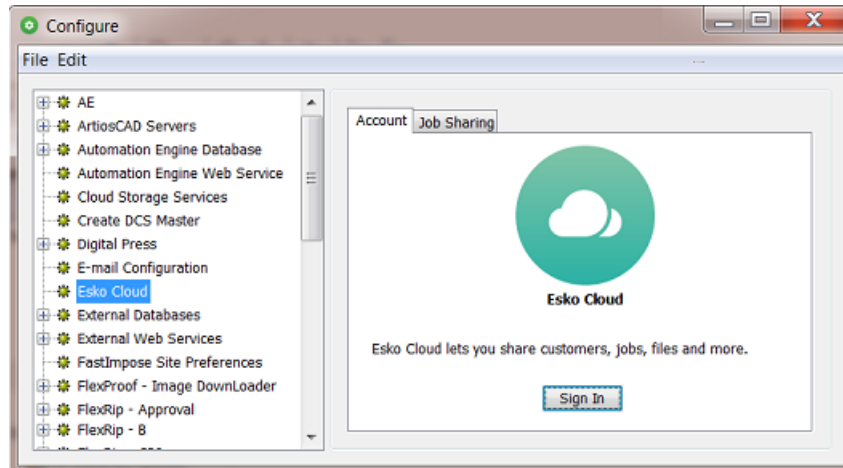 Configure
File Edit
AE
ArtiosCAD Servers
Automation Engine Database
Automation Engine Web Service
Cloud Storage Services
Create DCS Master
Digital Press
E-mail Configuration
Esko Cloud
External Databases
External Web Services
FastImpose Site Preferences
FlexProof - Image DownLoader
FlexRip - Approval
FlexRip - B
Account Job Sharing
Esko Cloud
Esko Cloud lets you share customers, jobs, files and more.
Sign In